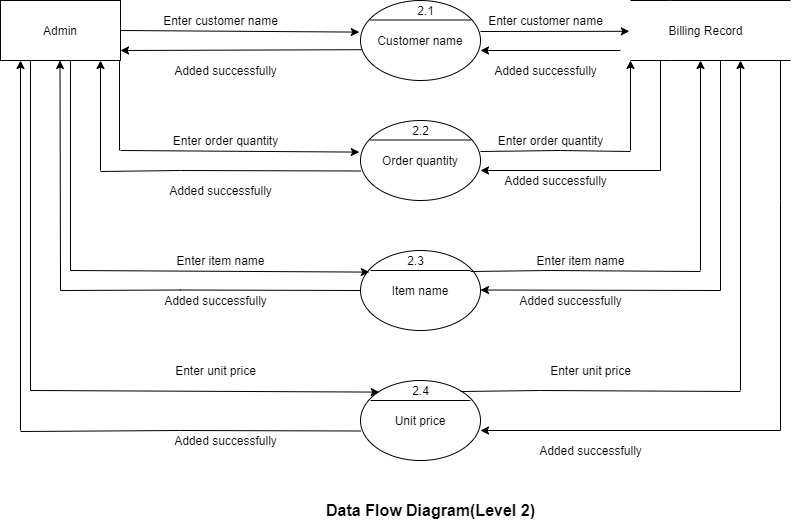 2.1
Admin
Enter customer name
Customer name
Enter customer name
Billing Record
Added successfully
Added successfully
2.2
Enter order quantity
Order quantity
Enter order quantity
Added successfully
Added successfully
2.3
Enter item name
Item name
Enter item name
Added successfully
Added successfully
Enter unit price
2.4
Enter unit price
Unit price
Added successfully
Added successfully
Data Flow Diagram(Level 2)